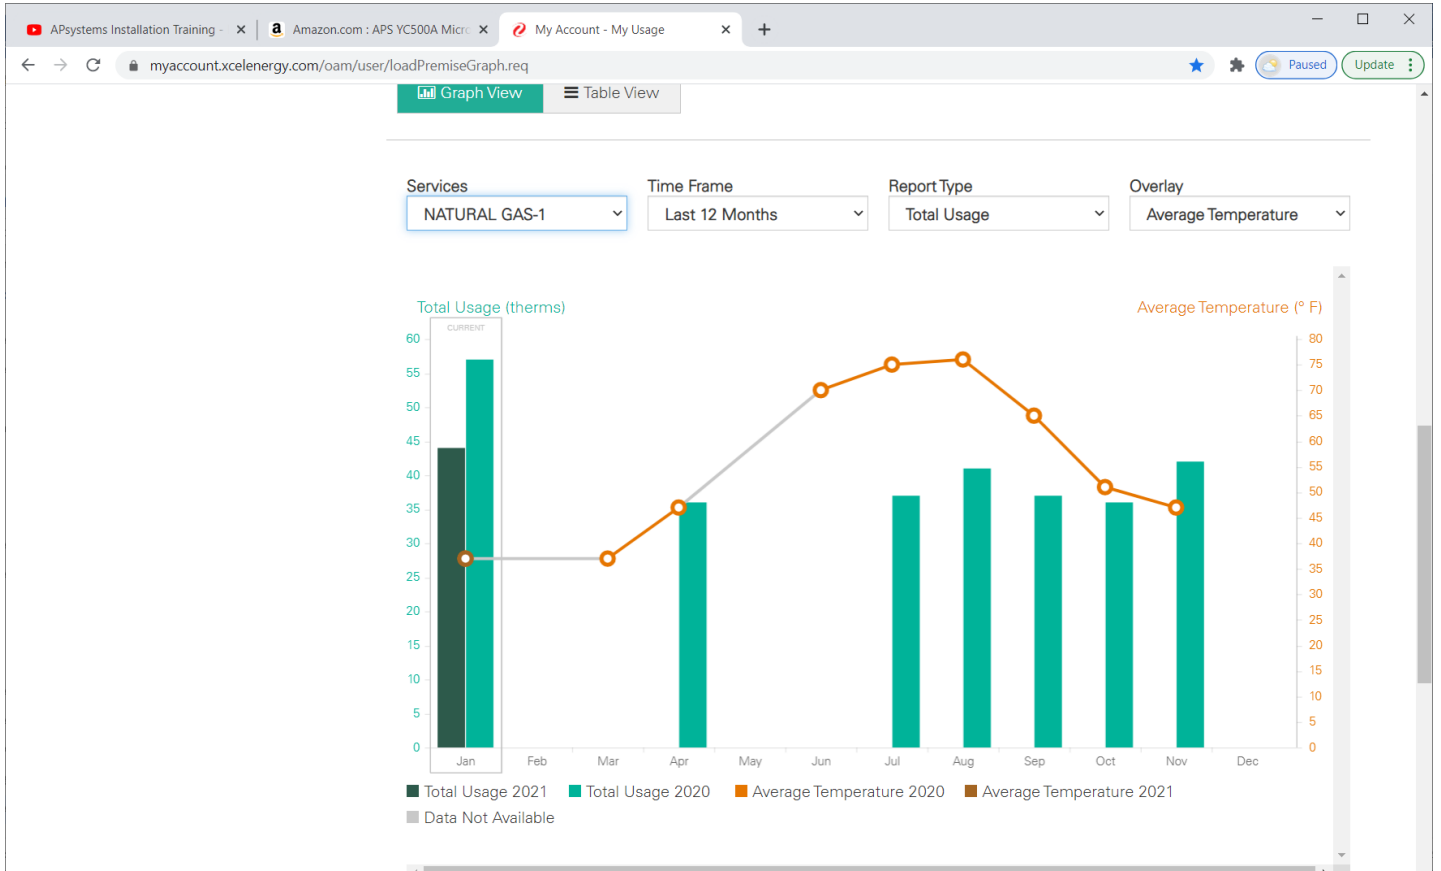 APsystems Installation Training -
Amazon.com : APS YC500A Micro
My Account - My Usage
myaccount.xcelenergy.com/oam/user/loadPremiseGraph.req
Paused
Update
Graph View
Table View
Services
Time Frame
Report Type
Overlay
NATURAL GAS-1
Last 12 Months
Total Usage
Average Temperature
Total Usage (therms)
Average Temperature (° F)
CURRENT
60
55
50
45
40
35
30
25
20
15
10
5
0
80
75
70
65
60
55
50
45
40
35
30
25
20
15
10
5
0
Jan Feb Mar Apr May Jun Jul Aug Sep Oct Nov Dec
Total Usage 2021 Total Usage 2020 Average Temperature 2020 Average Temperature 2021
Data Not Available